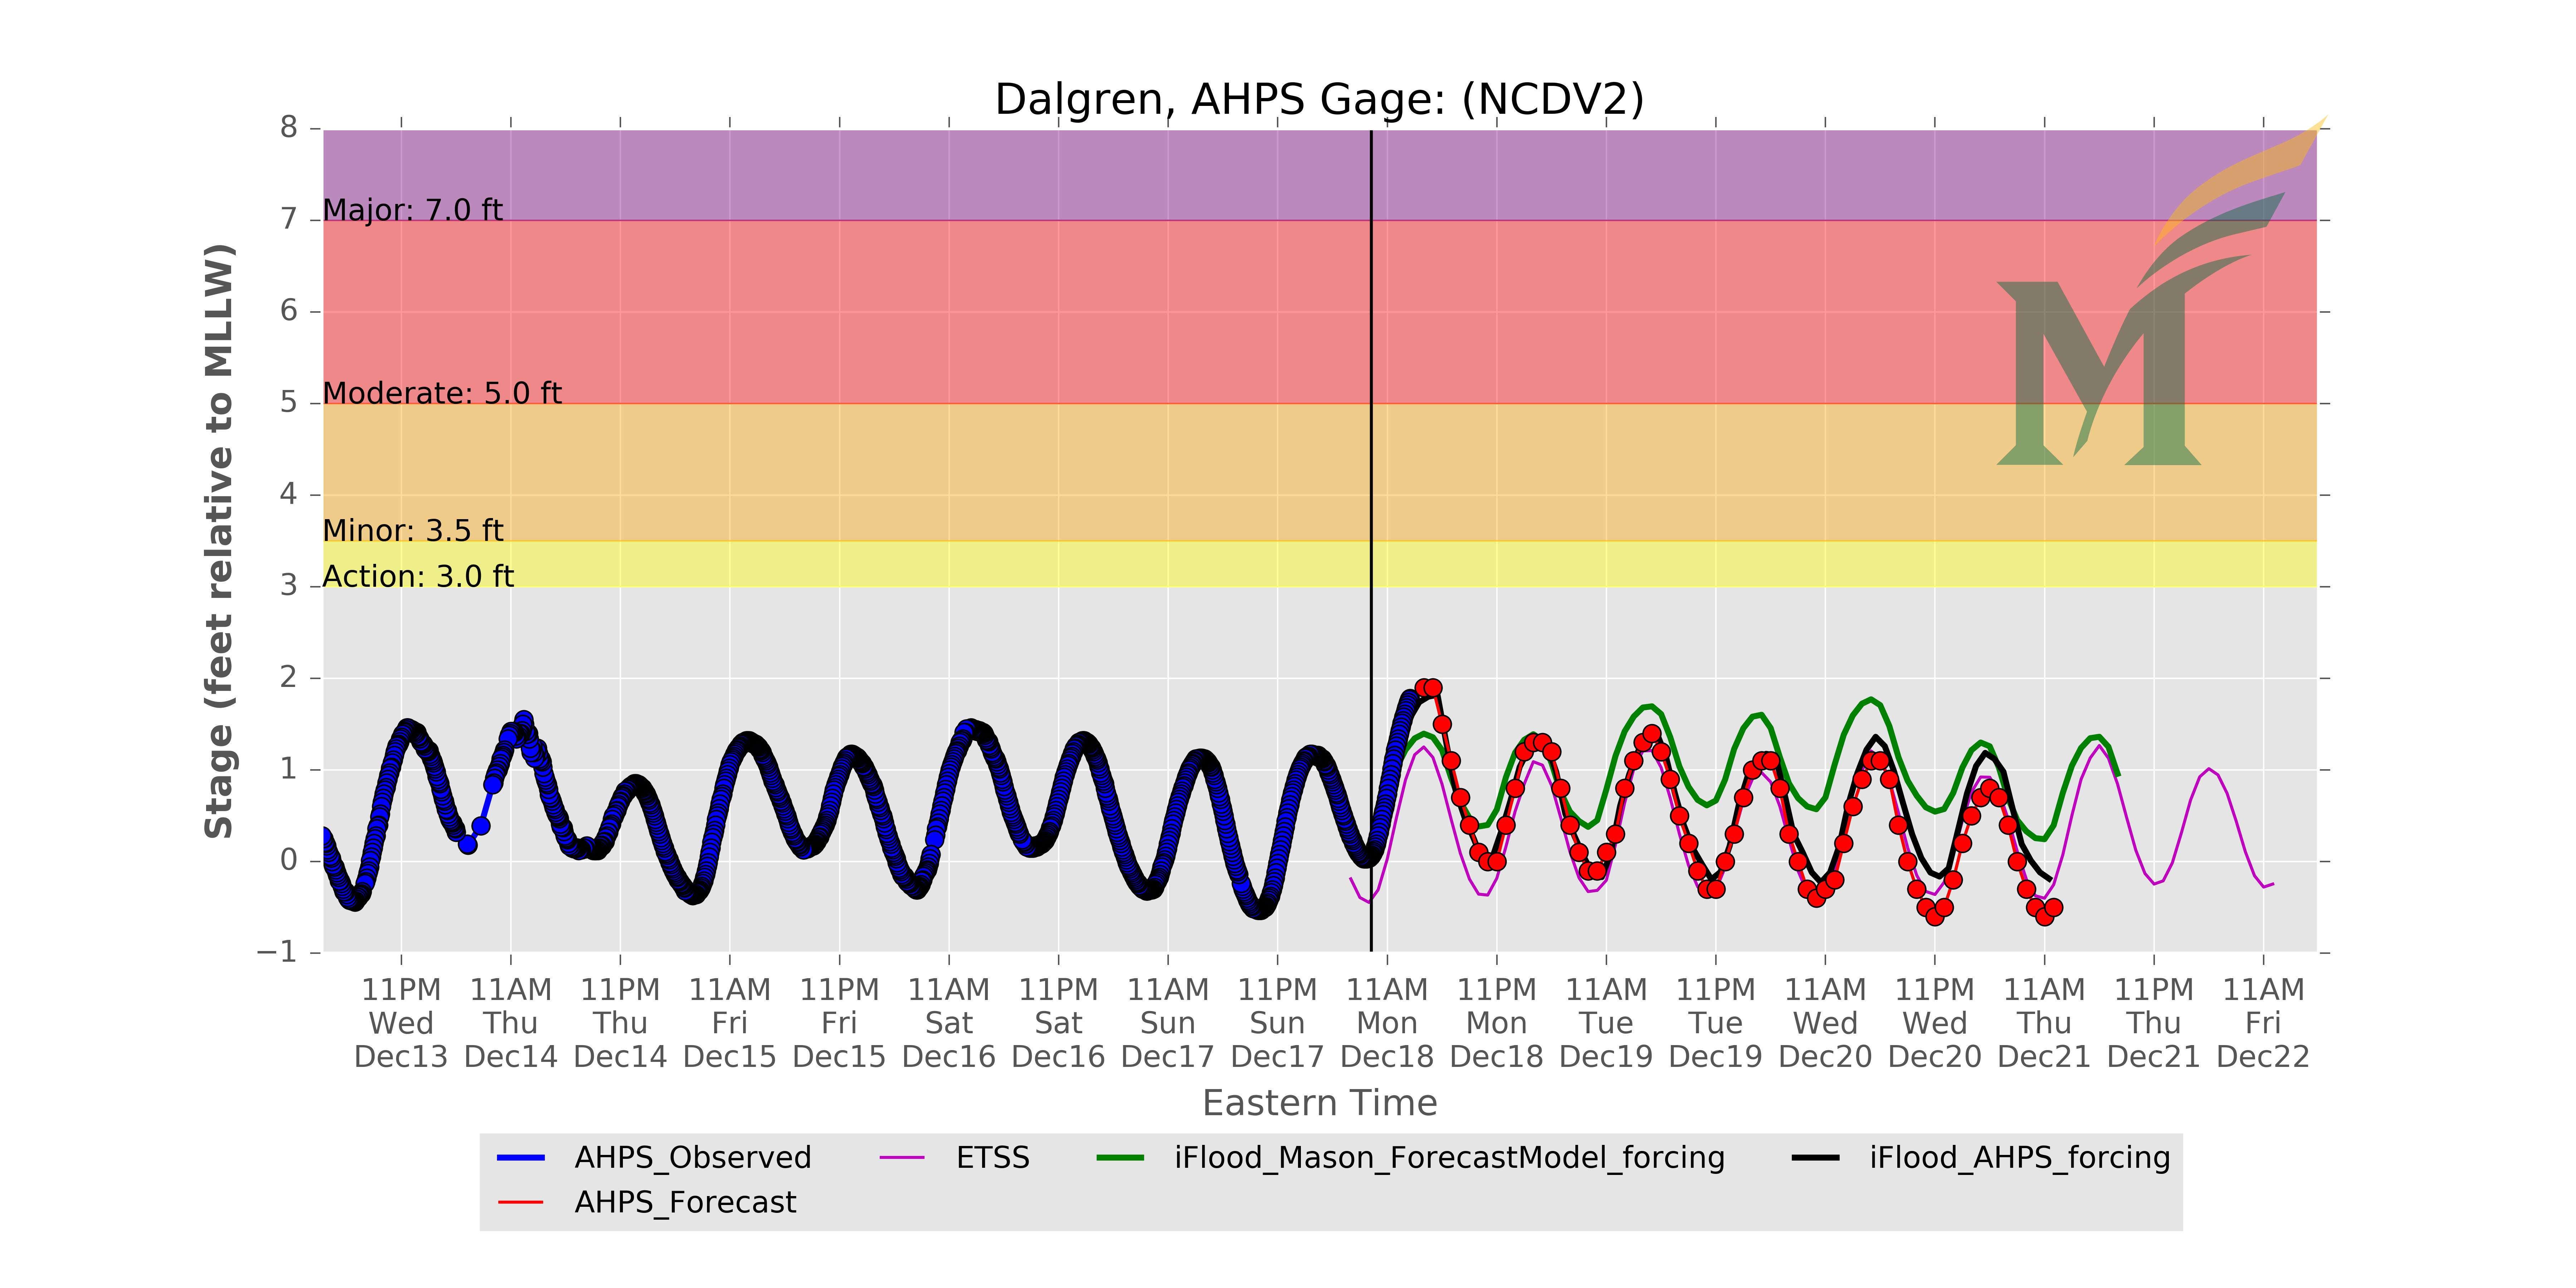 Dalgren, AHPS Gage: (NCDV2)
8
7
6
5
4
3
2
1
0
−1
Stage (feet relative to MLLW)
Major: 7.0 ft
Moderate: 5.0 ft
Minor: 3.5 ft
Action: 3.0 ft
M
11PM 11AM 11PM 11AM 11PM 11AM 11PM 11AM 11PM 11AM 11PM 11AM 11PM 11AM 11PM 11AM 11PM 11AM
Wed Thu Thu Fri Fri Sat Sat Sun Sun Mon Mon Tue Tue Wed Wed Thu Thu Fri
Dec13 Dec14 Dec14 Dec15 Dec15 Dec16 Dec16 Dec17 Dec17 Dec18 Dec18 Dec19 Dec19 Dec20 Dec20 Dec21 Dec21 Dec22
Eastern Time
AHPS_Observed ETSS iFlood_Mason_ForecastModel_forcing iFlood_AHPS_forcing
AHPS_Forecast